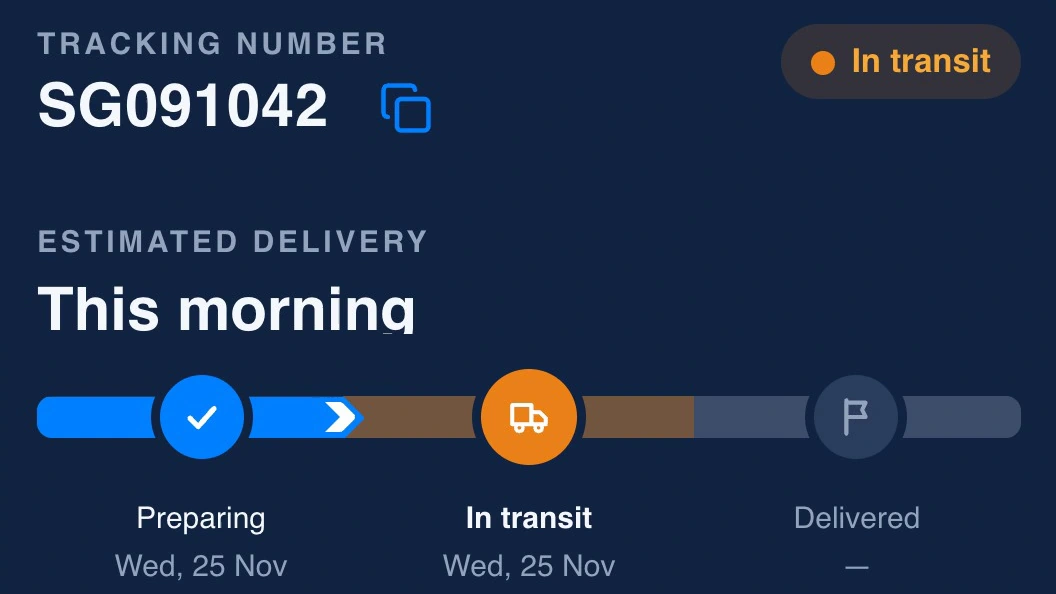 TRACKING NUMBER
In transit
SG091042
ESTIMATED DELIVERY
This morning
Preparing
In transit
Delivered
Wed, 25 Nov
Wed, 25 Nov
—